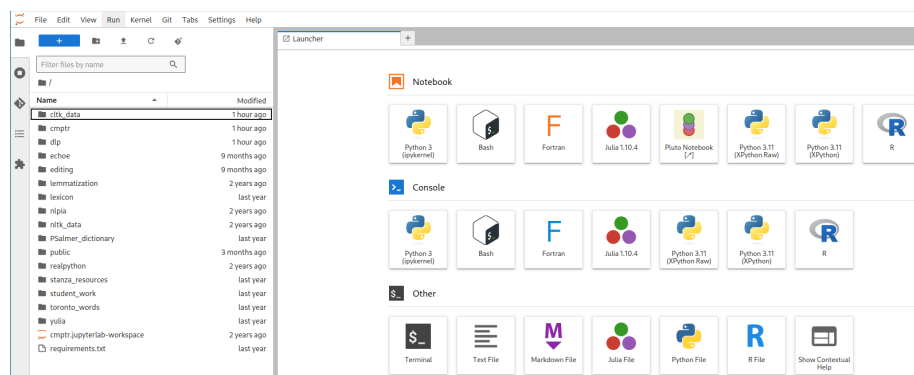 File Edit View Run Kernel Git Tabs Settings Help
Filter files by name
/
Name Modified
cltk_data 1 hour ago
cmptr 1 hour ago
dlp 1 hour ago
echoe 9 months ago
editing 9 months ago
lemmatization 2 years ago
lexicon last year
nlpia 2 years ago
nltk_data 2 years ago
PSalmer_dictionary last year
public 3 months ago
realpython 2 years ago
stanza_resources last year
student_work last year
toronto_words last year
yulia last year
cmptr.jupyterlab-workspace 2 years ago
requirements.txt last year
Launcher +
Notebook
Python 3 (ipykernel)
Bash
F Fortran
Julia 1.10.4
Pluto Notebook [↗]
Python 3.11 (XPython Raw)
Python 3.11 (XPython)
R
Console
Python 3 (ipykernel)
Bash
F Fortran
Julia 1.10.4
Python 3.11 (XPython Raw)
Python 3.11 (XPython)
R
$_ Other
$_ Terminal
Text File
M Markdown File
Julia File
Python File
R R File
Show Contextual Help